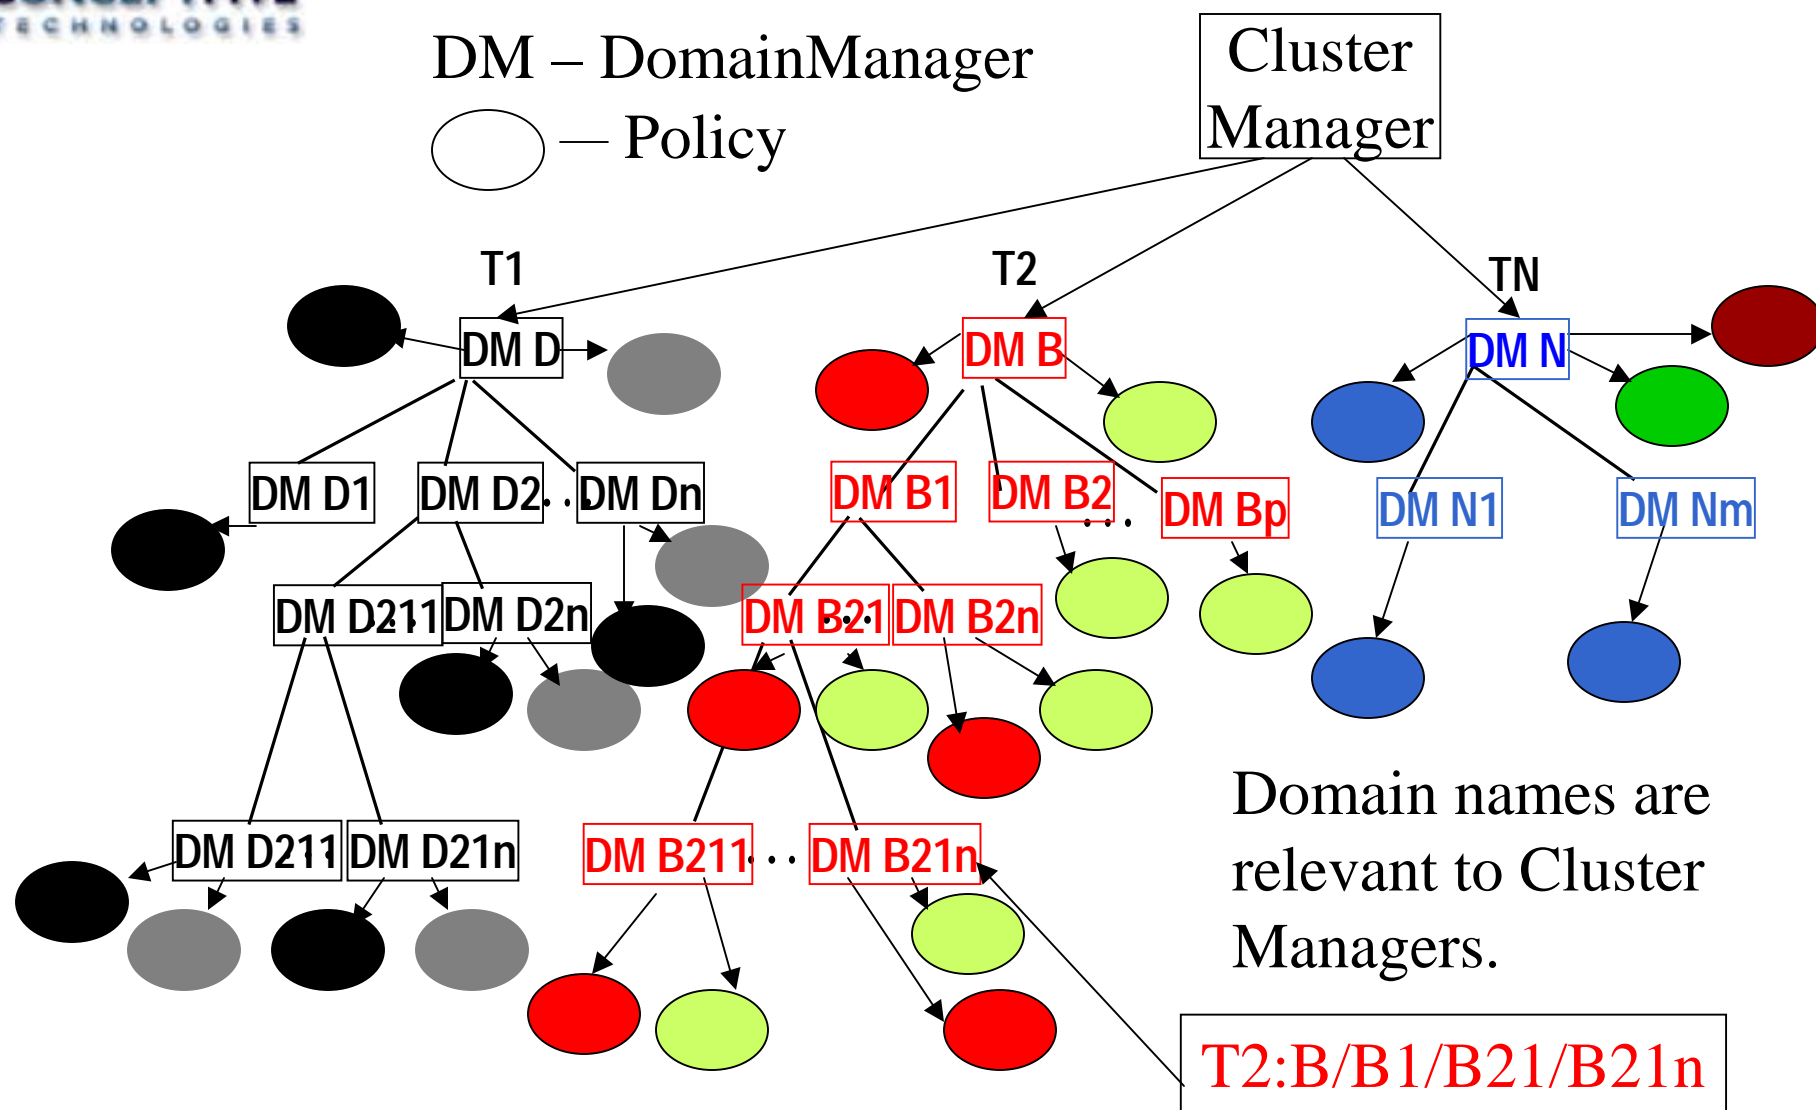 TECHNOLOGIES
DM – DomainManager
— Policy
Cluster
Manager
T1
T2
TN
DM D
DM B
DM N
DM D1
DM D2
. . .
DM Dn
DM B1
DM B2
. . .
DM Bp
DM N1
DM Nm
DM D211
. . .
DM D2n
DM B21
. . .
DM B2n
DM D211
. . .
DM D21n
DM B211
. . .
DM B21n
Domain names are
relevant to Cluster
Managers.
T2:B/B1/B21/B21n